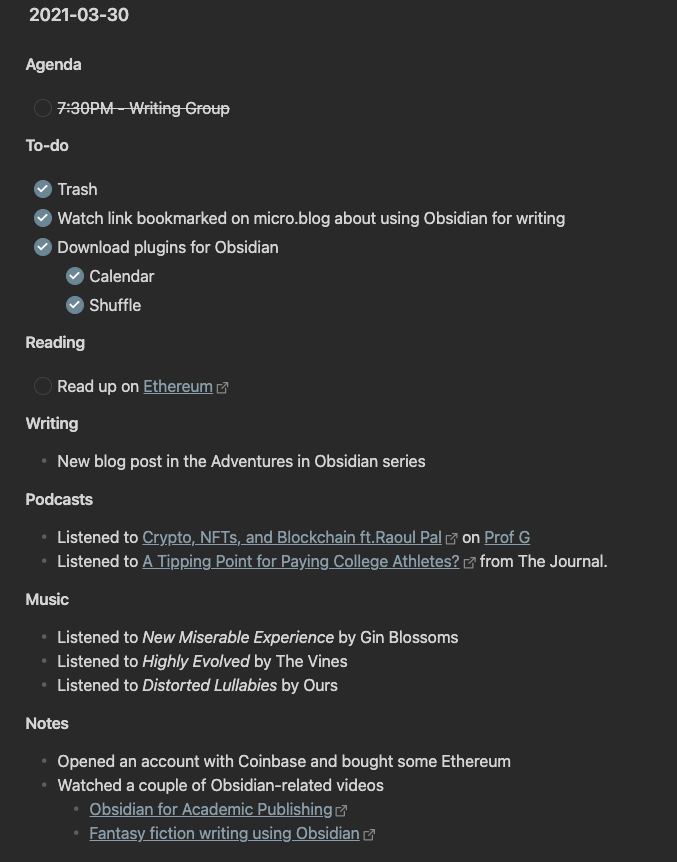 2021-03-30
Agenda
7:30PM - Writing Group
To-do
Trash
Watch link bookmarked on micro.blog about using Obsidian for writing
Download plugins for Obsidian
Calendar
Shuffle
Reading
Read up on Ethereum
Writing
New blog post in the Adventures in Obsidian series
Podcasts
Listened to Crypto, NFTs, and Blockchain ft.Raoul Pal on Prof G
Listened to A Tipping Point for Paying College Athletes? from The Journal.
Music
Listened to New Miserable Experience by Gin Blossoms
Listened to Highly Evolved by The Vines
Listened to Distorted Lullabies by Ours
Notes
Opened an account with Coinbase and bought some Ethereum
Watched a couple of Obsidian-related videos
Obsidian for Academic Publishing
Fantasy fiction writing using Obsidian